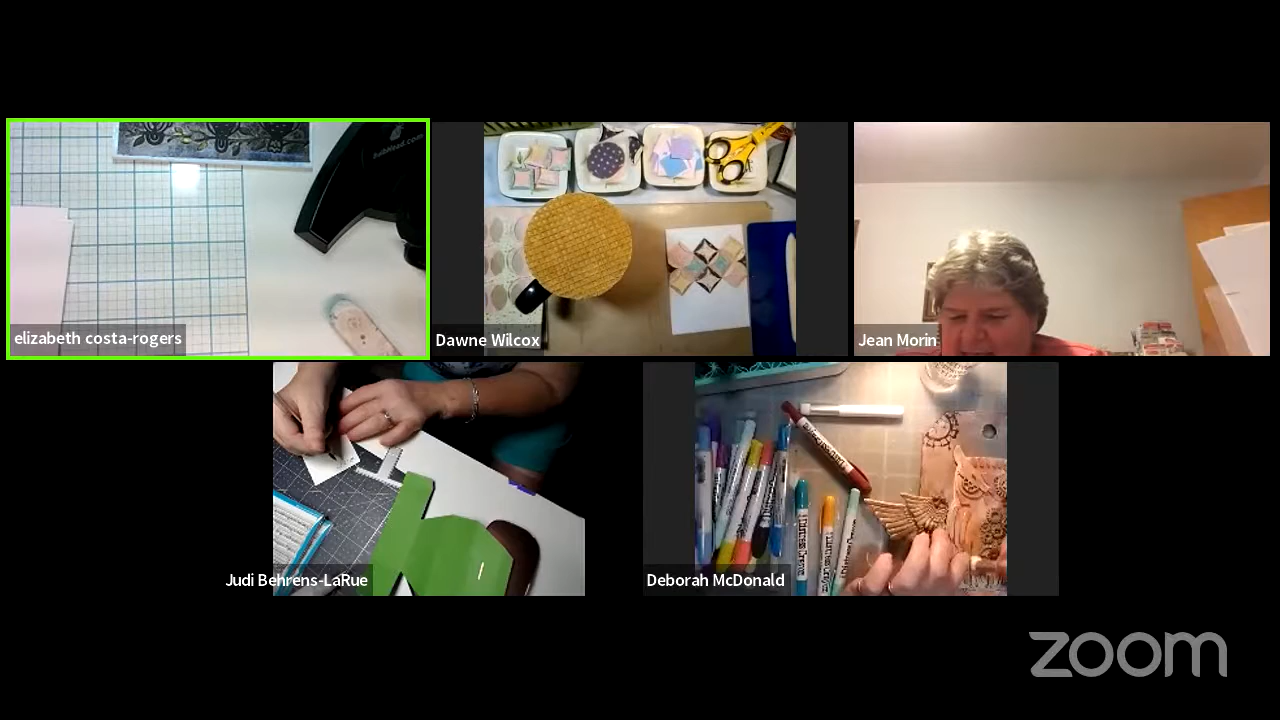 elizabeth costa-rogers
Dawne Wilcox
Jean Morin
Judi Behrens-LaRue
Deborah McDonald
zoom